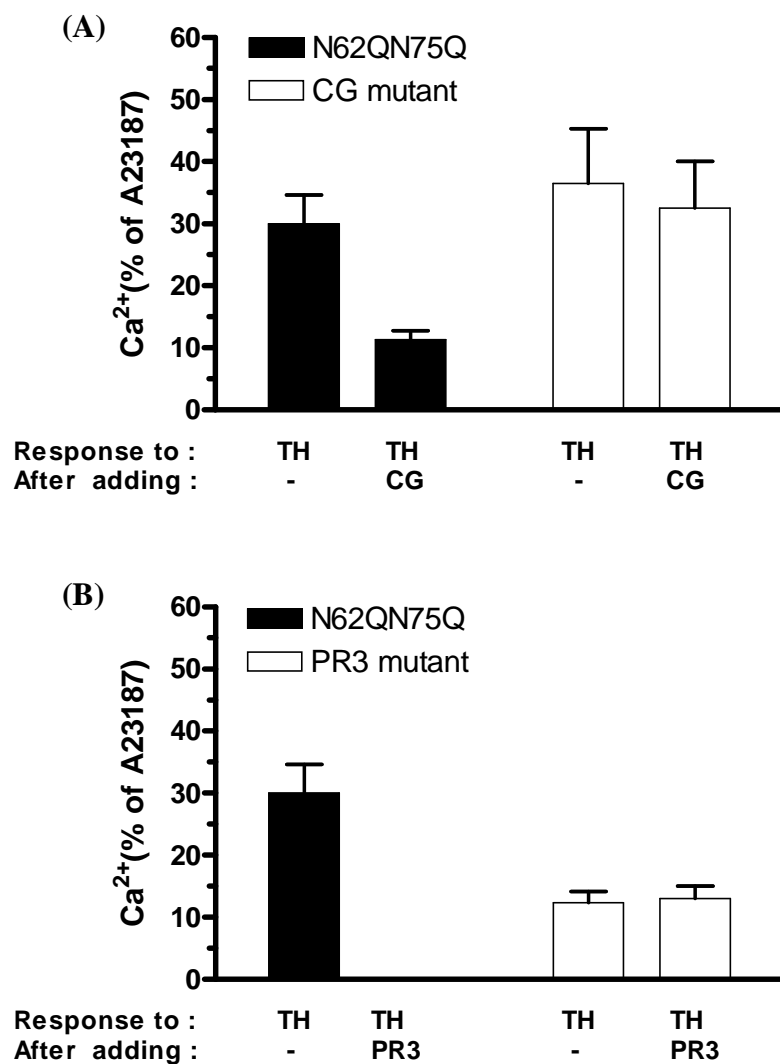 (A)
60
50
40
30
20
10
0
Ca2+(% of A23187)
N62QN75Q
CG mutant
Response to : TH TH TH TH
After adding : - CG - CG
(B)
60
50
40
30
20
10
0
Ca2+(% of A23187)
N62QN75Q
PR3 mutant
Response to : TH TH TH TH
After adding : - PR3 - PR3